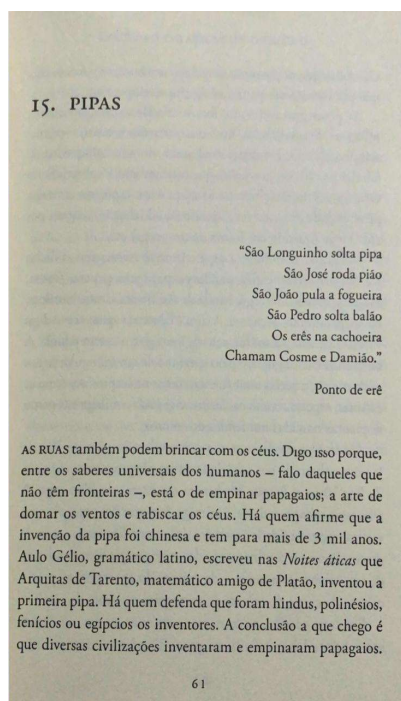 15. PIPAS
“São Longuinho solta pipa
São José roda pião
São João pula a fogueira
São Pedro solta balão
Os erês na cachoeira
Chamam Cosme e Damião.”
Ponto de erê
AS RUAS também podem brincar com os céus. Digo isso porque,
entre os saberes universais dos humanos – falo daqueles que
não têm fronteiras –, está o de empinar papagaios; a arte de
domar os ventos e rabiscar os céus. Há quem afirme que a
invenção da pipa foi chinesa e tem para mais de 3 mil anos.
Aulo Gélio, gramático latino, escreveu nas Noites áticas que
Arquitas de Tarento, matemático amigo de Platão, inventou a
primeira pipa. Há quem defenda que foram hindus, polinésios,
fenícios ou egípcios os inventores. A conclusão a que chego é
que diversas civilizações inventaram e empinaram papagaios.
61